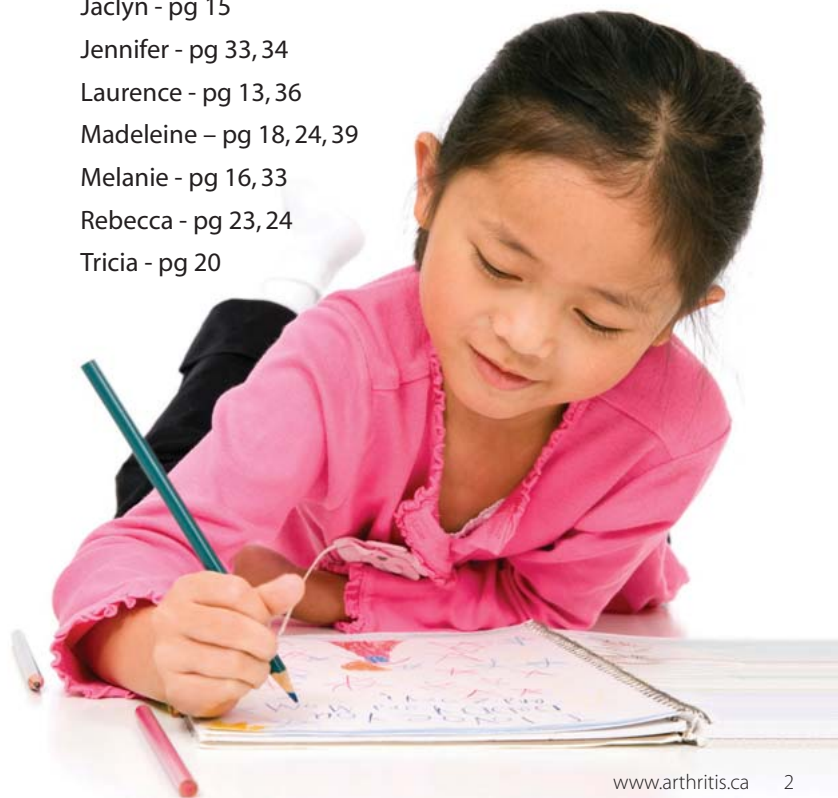 Jaclyn - pg 15
Jennifer - pg 33, 34
Laurence - pg 13, 36
Madeleine – pg 18, 24, 39
Melanie - pg 16, 33
Rebecca - pg 23, 24
Tricia - pg 20
www.arthritis.ca 2